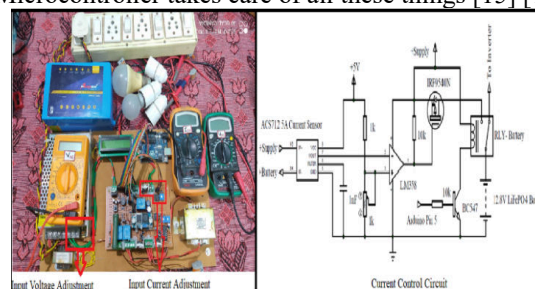 Microcontroller takes care of all these things [15] [
Input Voltage Adjustment
Input Current Adjustment
-Supply
To Inverter
+5V
IRF9540N
ACS712 5A Current Sensor
1k
10k
RLY- Battery
+Supply
+Battery
LM358
1uF
1k
10k
BC547
Arduino Pin 5
12.8V LiFePO4 Ba
Current Control Circuit